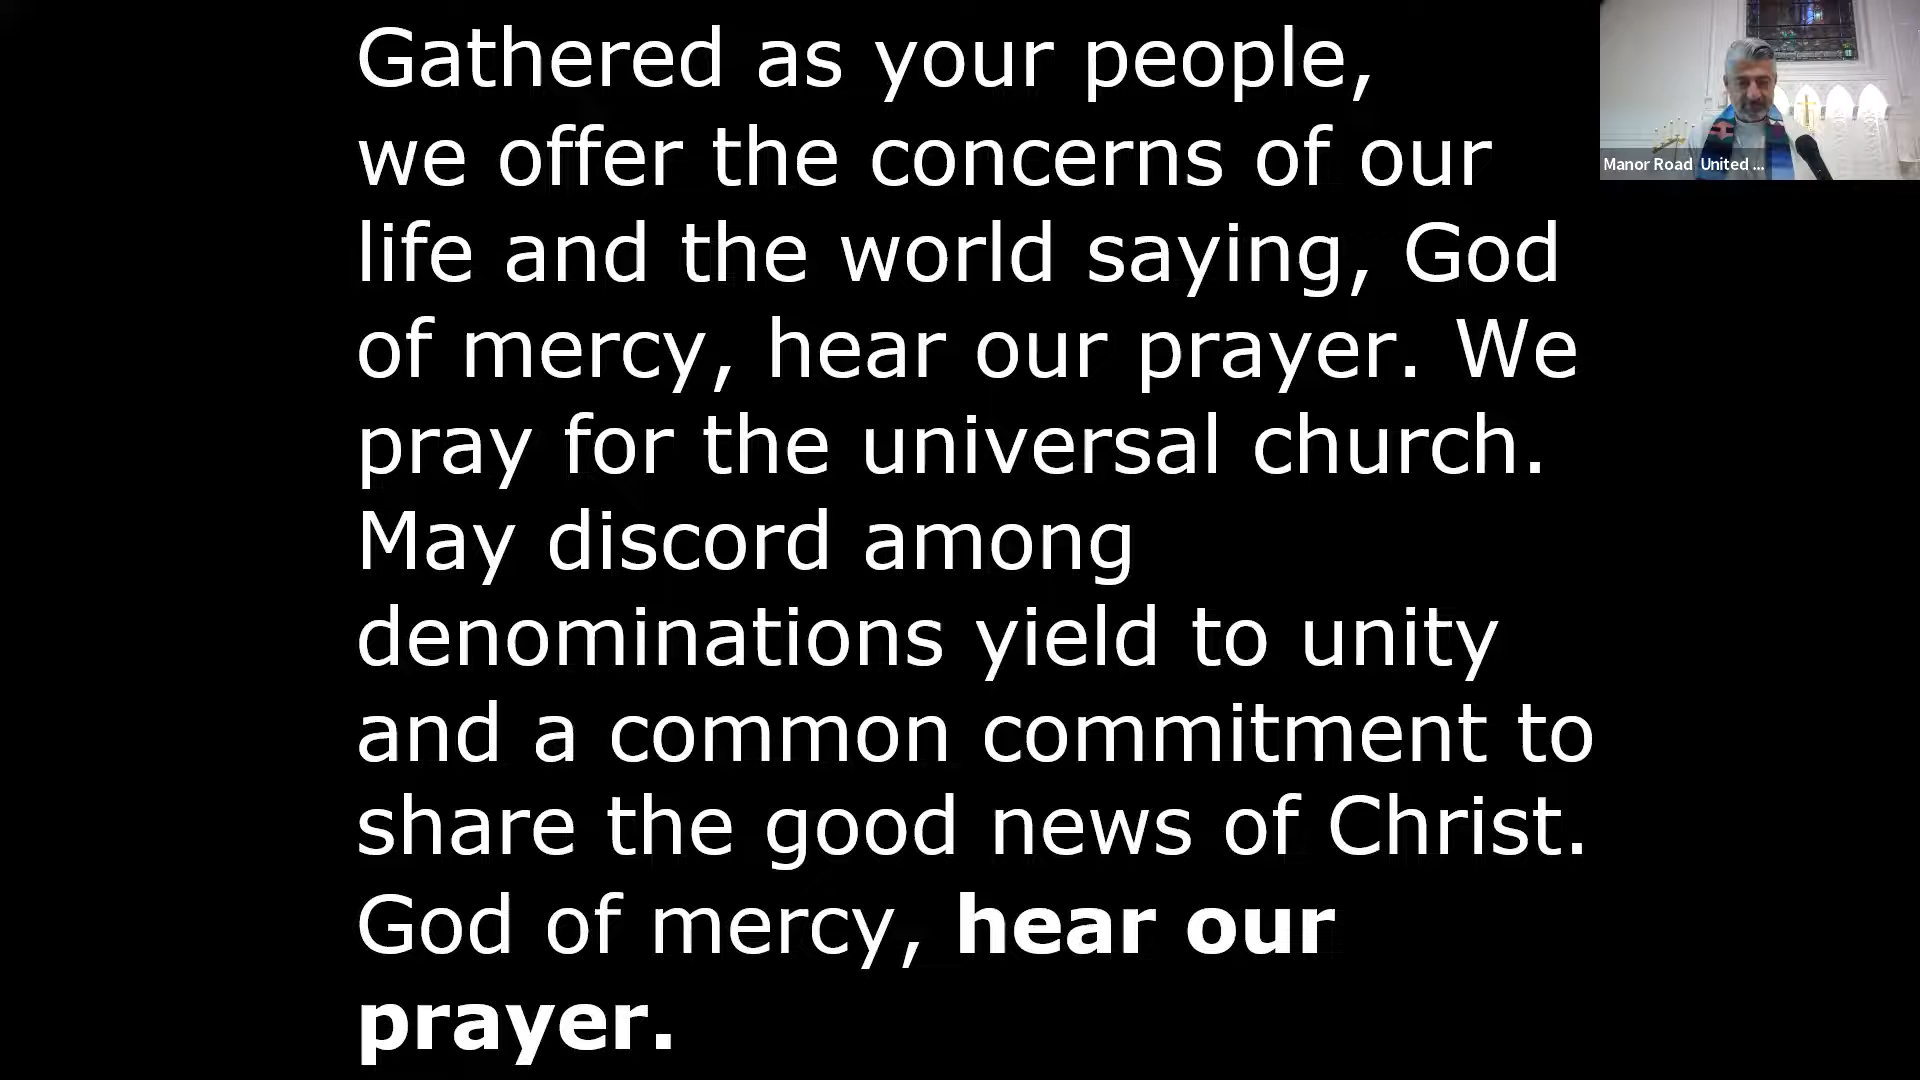 Gathered as your people,
we offer the concerns of our
life and the world saying, God
of mercy, hear our prayer. We
pray for the universal church.
May discord among
denominations yield to unity
and a common commitment to
share the good news of Christ.
God of mercy, hear our
prayer.
Manor Road United ...